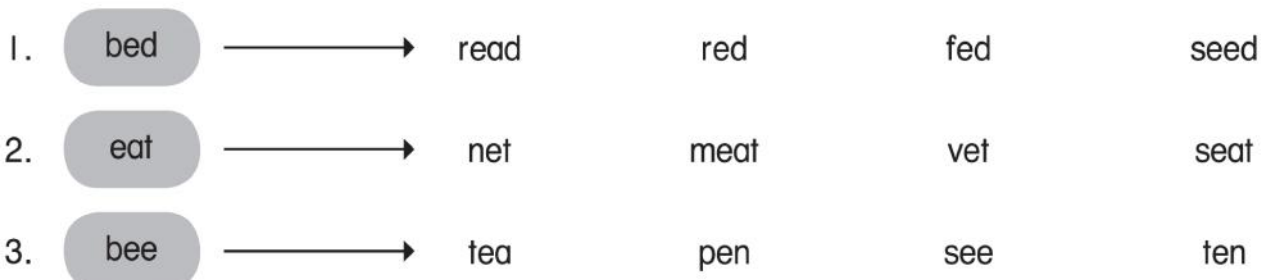 1. bed read red fed seed
2. eat net meat vet seat
3. bee tea pen see ten